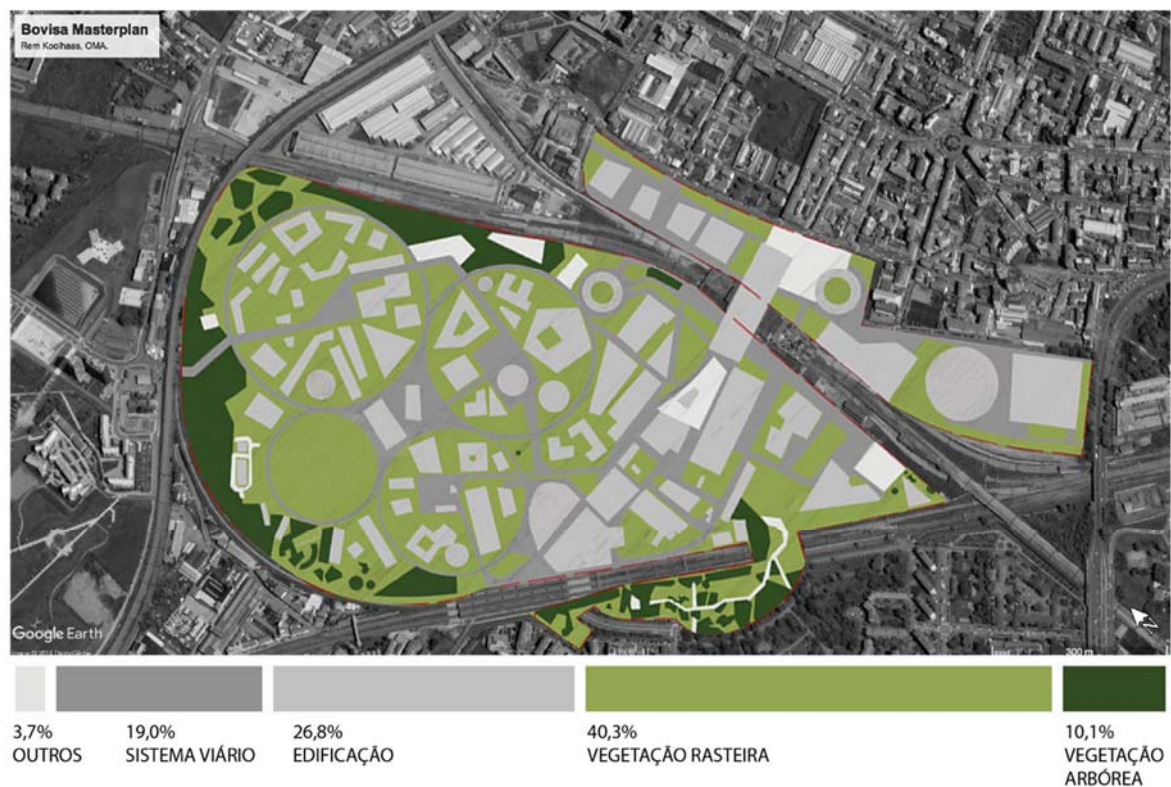 Bovisa Masterplan
Rem Koolhaas, OMA.
Google Earth
300 m
3,7%
OUTROS
19,0%
SISTEMA VIÁRIO
26,8%
EDIFICAÇÃO
40,3%
VEGETAÇÃO RASTEIRA
10,1%
VEGETAÇÃO
ARBÓREA